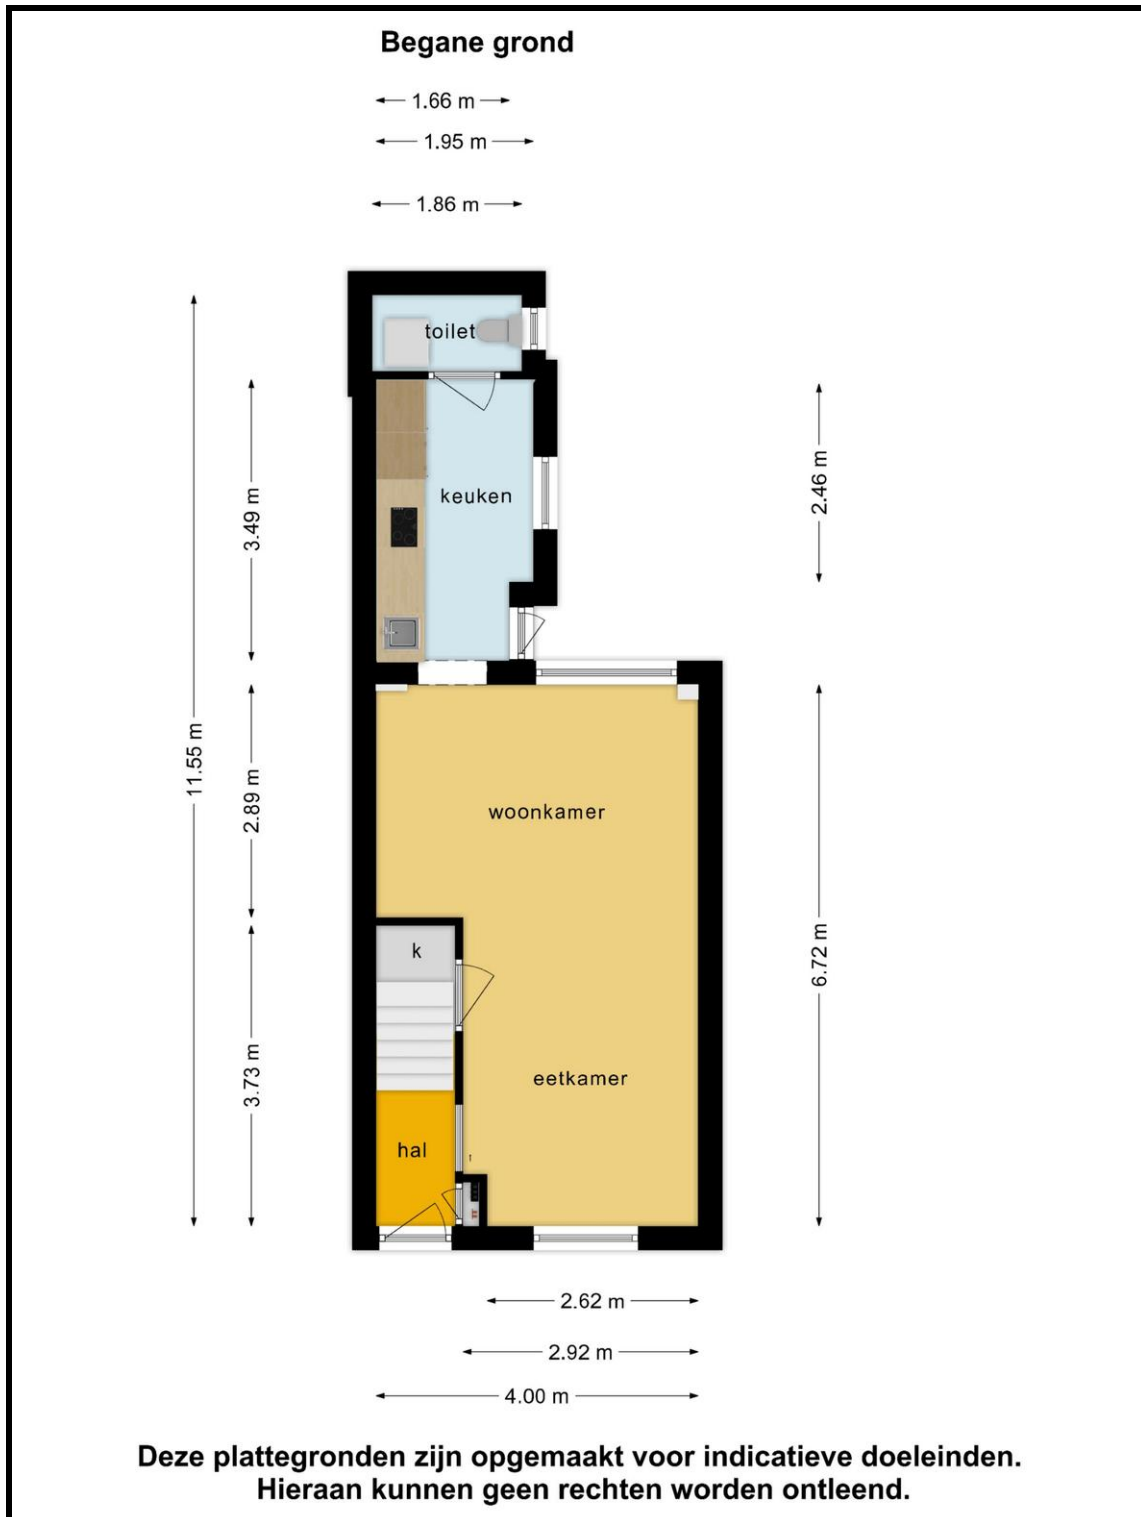 Begane grond
1.66 m
1.95 m
1.86 m
toilet
keuken
3.49 m
2.46 m
11.55 m
2.89 m
woonkamer
6.72 m
k
3.73 m
eetkamer
hal
2.62 m
2.92 m
4.00 m
Deze plattegronden zijn opgemaakt voor indicatieve doeleinden.
Hieraan kunnen geen rechten worden ontleend.